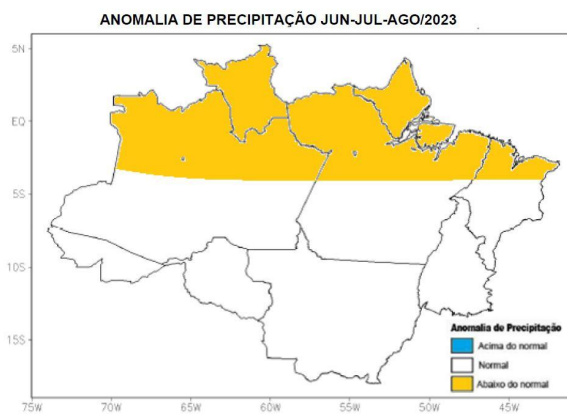 ANOMALIA DE PRECIPITAÇÃO JUN-JUL-AGO/2023
5N
EQ
5S
10S
15S
75W
70W
65W
60W
55W
50W
45W
Anomalia de Precipitação
Acima do normal
Normal
Abaixo do normal